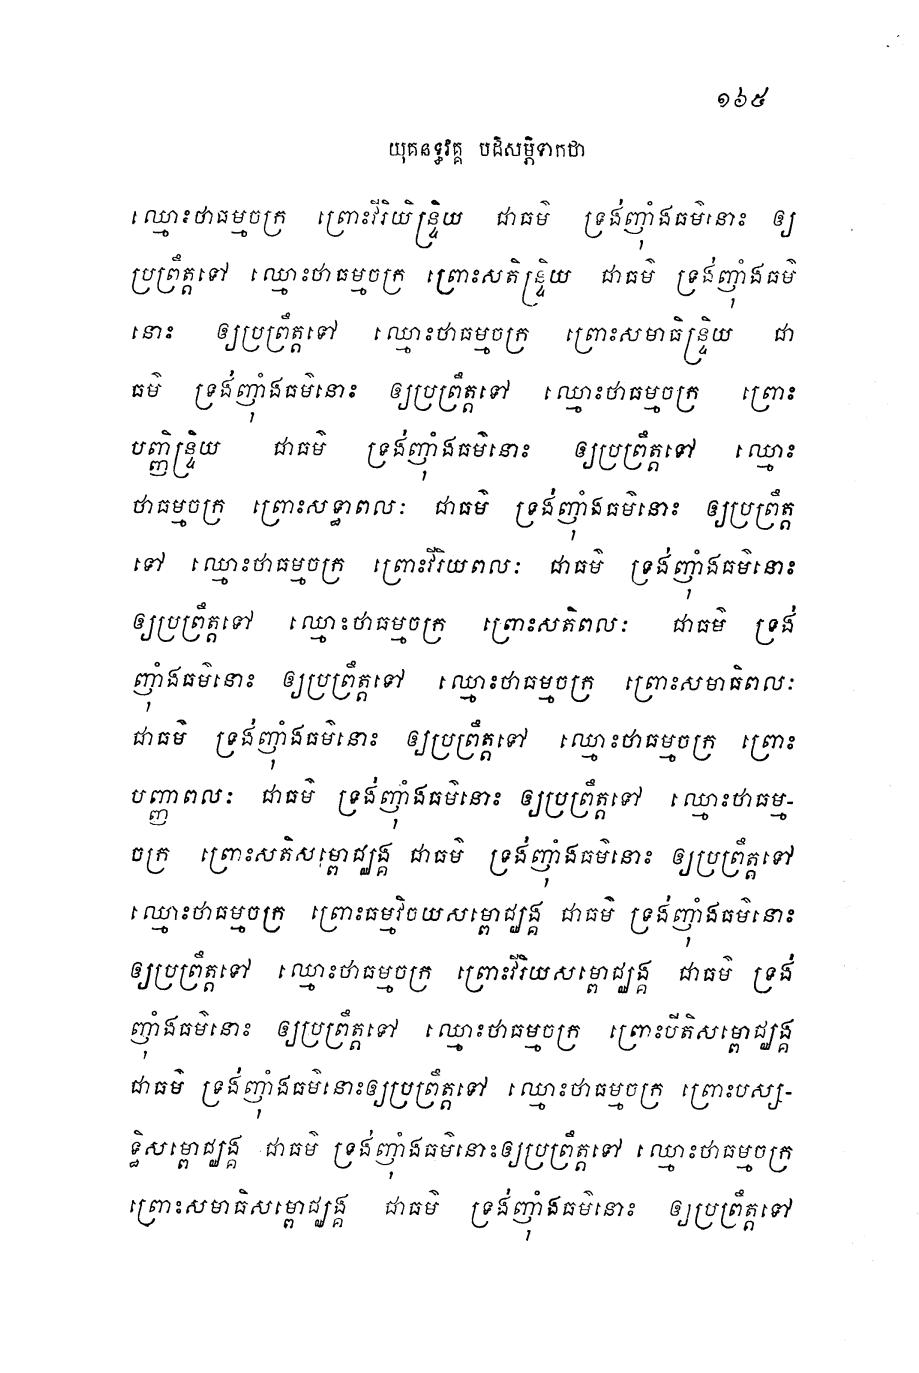 ១៦៥
យុគនទ្ធវគ្គ បដិសម្ភិទាកថា
ឈ្មោះថាធម្មចក្រ ព្រោះវីរិយិន្ទ្រិយ ជាធម៌ ទ្រង់ញុំាងធម៌នោះ ឲ្យ
ប្រព្រឹត្តទៅ ឈ្មោះថាធម្មចក្រ ព្រោះសតិន្ទ្រិយ ជាធម៌ ទ្រង់ញុំាងធម៌
នោះ ឲ្យប្រព្រឹត្តទៅ ឈ្មោះថាធម្មចក្រ ព្រោះសមាធិន្ទ្រិយ ជា
ធម៌ ទ្រង់ញុំាងធម៌នោះ ឲ្យប្រព្រឹត្តទៅ ឈ្មោះថាធម្មចក្រ ព្រោះ
បញ្ញិន្ទ្រិយ ជាធម៌ ទ្រង់ញុំាងធម៌នោះ ឲ្យប្រព្រឹត្តទៅ ឈ្មោះ
ថាធម្មចក្រ ព្រោះសទ្ធាពលៈ ជាធម៌ ទ្រង់ញុំាងធម៌នោះ ឲ្យប្រព្រឹត្ត
ទៅ ឈ្មោះថាធម្មចក្រ ព្រោះវីរិយពលៈ ជាធម៌ ទ្រង់ញុំាងធម៌នោះ
ឲ្យប្រព្រឹត្តទៅ ឈ្មោះថាធម្មចក្រ ព្រោះសតិពលៈ ជាធម៌ ទ្រង់
ញុំាងធម៌នោះ ឲ្យប្រព្រឹត្តទៅ ឈ្មោះថាធម្មចក្រ ព្រោះសមាធិពលៈ
ជាធម៌ ទ្រង់ញុំាងធម៌នោះ ឲ្យប្រព្រឹត្តទៅ ឈ្មោះថាធម្មចក្រ ព្រោះ
បញ្ញាពលៈ ជាធម៌ ទ្រង់ញុំាងធម៌នោះ ឲ្យប្រព្រឹត្តទៅ ឈ្មោះថាធម្ម-
ចក្រ ព្រោះសតិសម្ពោជ្ឈង្គ ជាធម៌ ទ្រង់ញុំាងធម៌នោះ ឲ្យប្រព្រឹត្តទៅ
ឈ្មោះថាធម្មចក្រ ព្រោះធម្មវិចយសម្ពោជ្ឈង្គ ជាធម៌ ទ្រង់ញុំាងធម៌នោះ
ឲ្យប្រព្រឹត្តទៅ ឈ្មោះថាធម្មចក្រ ព្រោះវីរិយសម្ពោជ្ឈង្គ ជាធម៌ ទ្រង់
ញុំាងធម៌នោះ ឲ្យប្រព្រឹត្តទៅ ឈ្មោះថាធម្មចក្រ ព្រោះបីតិសម្ពោជ្ឈង្គ
ជាធម៌ ទ្រង់ញុំាងធម៌នោះឲ្យប្រព្រឹត្តទៅ ឈ្មោះថាធម្មចក្រ ព្រោះបស្ស-
ទ្ធិសម្ពោជ្ឈង្គ ជាធម៌ ទ្រង់ញុំាងធម៌នោះឲ្យប្រព្រឹត្តទៅ ឈ្មោះថាធម្មចក្រ
ព្រោះសមាធិសម្ពោជ្ឈង្គ ជាធម៌ ទ្រង់ញុំាងធម៌នោះ ឲ្យប្រព្រឹត្តទៅ